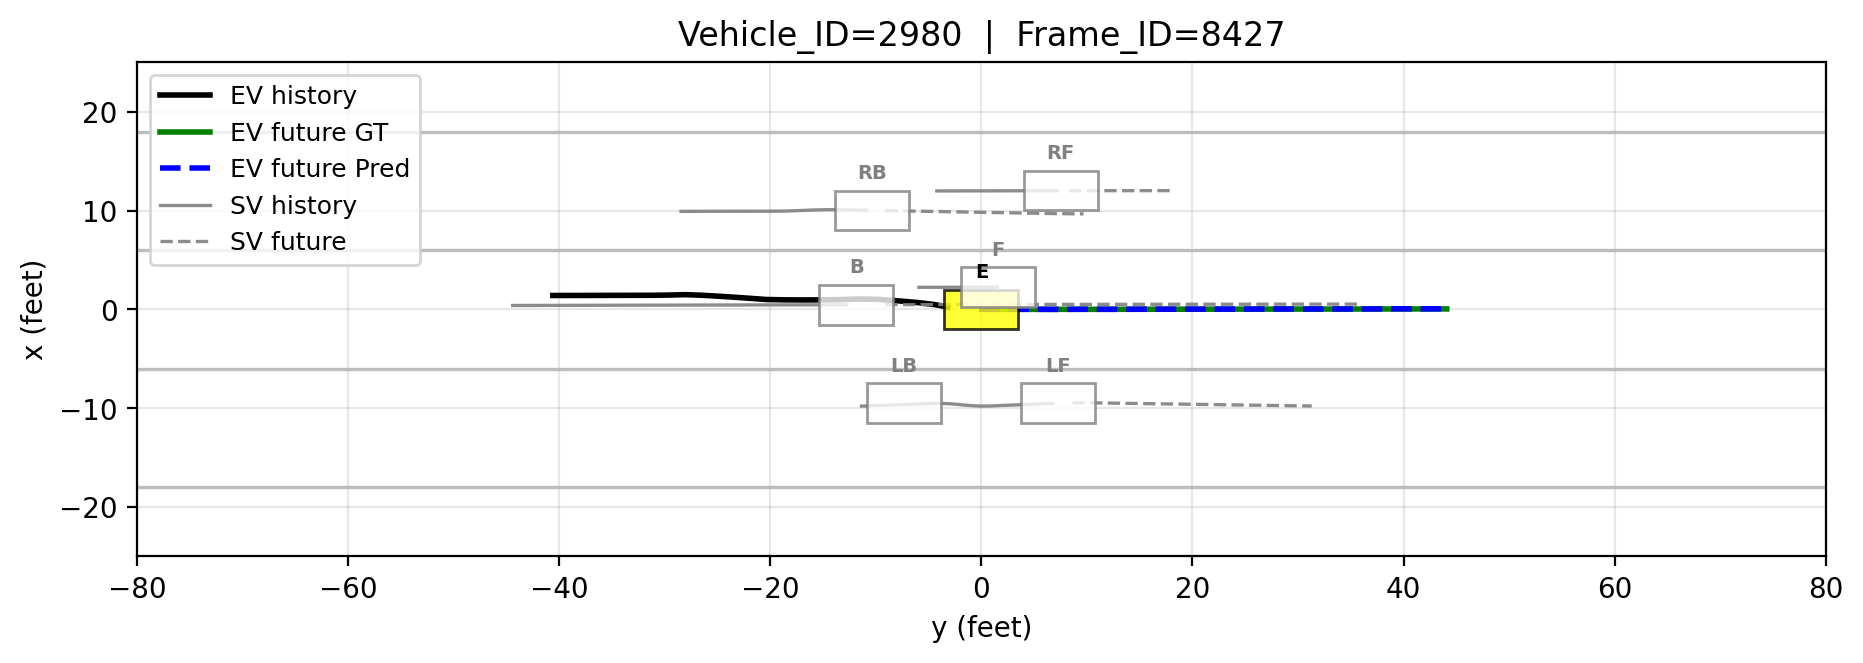 Vehicle_ID=2980 | Frame_ID=8427
EV history
EV future GT
EV future Pred
SV history
SV future
RB
RF
F
E
B
LB
LF
20
10
0
−10
−20
x (feet)
−80
−60
−40
−20
0
20
40
60
80
y (feet)